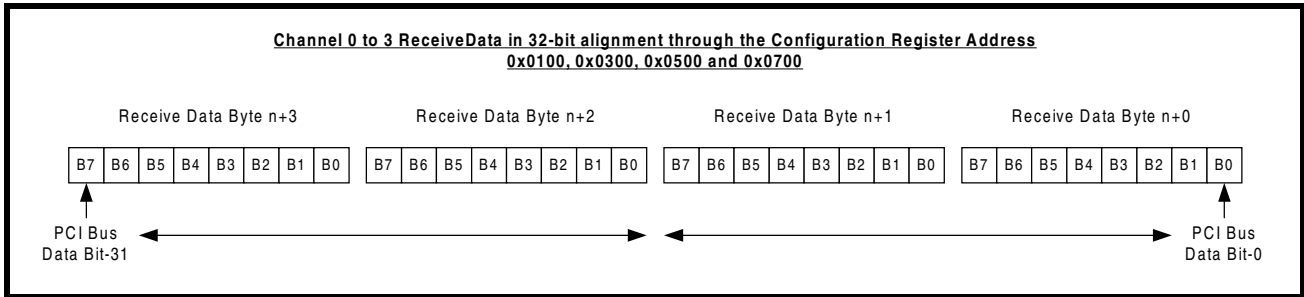 Channel 0 to 3 ReceiveData in 32-bit alignment through the Configuration Register Address
0x0100, 0x0300, 0x0500 and 0x0700
Receive Data Byte n+3 Receive Data Byte n+2 Receive Data Byte n+1 Receive Data Byte n+0
B7 B6 B5 B4 B3 B2 B1 B0 B7 B6 B5 B4 B3 B2 B1 B0 B7 B6 B5 B4 B3 B2 B1 B0 B7 B6 B5 B4 B3 B2 B1 B0
PCI Bus PCI Bus
Data Bit-31 Data Bit-0